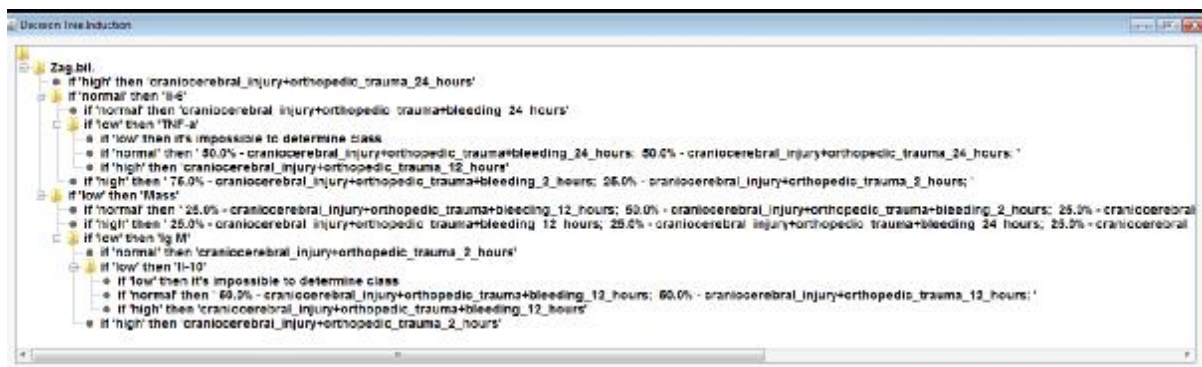 Decision Tree Induction
Zag.bil.
if 'high' then 'craniocerebral_injury+orthopedic_trauma_24_hours'
if 'normal' then 'Il-6'
if 'normal' then 'craniocerebral_injury+orthopedic_trauma+bleeding_24_hours'
if 'low' then 'TNF-a'
if 'low' then it's impossible to determine class
if 'normal' then ' 50.0% - craniocerebral_injury+orthopedic_trauma+bleeding_24_hours; 50.0% - craniocerebral_injury+orthopedic_trauma_24_hours; '
if 'high' then 'craniocerebral_injury+orthopedic_trauma_12_hours'
if 'high' then ' 75.0% - craniocerebral_injury+orthopedic_trauma+bleeding_2_hours; 25.0% - craniocerebral_injury+orthopedic_trauma_2_hours; '
if 'low' then 'Mass'
if 'normal' then ' 25.0% - craniocerebral_injury+orthopedic_trauma+bleeding_12_hours; 50.0% - craniocerebral_injury+orthopedic_trauma+bleeding_2_hours; 25.0% - craniocerebral
if 'high' then ' 25.0% - craniocerebral_injury+orthopedic_trauma+bleeding_12_hours; 25.0% - craniocerebral_injury+orthopedic_trauma+bleeding_24_hours; 25.0% - craniocerebral
if 'low' then 'Ig M'
if 'normal' then 'craniocerebral_injury+orthopedic_trauma_2_hours'
if 'low' then 'Il-10'
if 'low' then it's impossible to determine class
if 'normal' then ' 50.0% - craniocerebral_injury+orthopedic_trauma+bleeding_12_hours; 50.0% - craniocerebral_injury+orthopedic_trauma_12_hours; '
if 'high' then 'craniocerebral_injury+orthopedic_trauma+bleeding_12_hours'
if 'high' then 'craniocerebral_injury+orthopedic_trauma_2_hours'